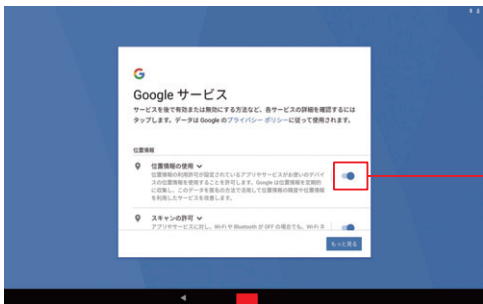 G
Google サービス
サービスを後で有効または無効にする方法など、各サービスの詳細を確認するには
タップします。データは Google のプライバシー ポリシーに従って使用されます。
位置情報
位置情報の使用
位置情報の利用許可が設定されているアプリやサービスがお使いのデバイ
スの位置情報を使用することを許可します。Google は位置情報を定期的
に収集し、このデータを匿名の方法で活用して位置情報の精度や位置情報
を利用したサービスを改善します。
スキャンの許可
アプリやサービスに対し、Wi-Fi や Bluetooth が OFF の場合でも、Wi-Fi ネ
もっと見る